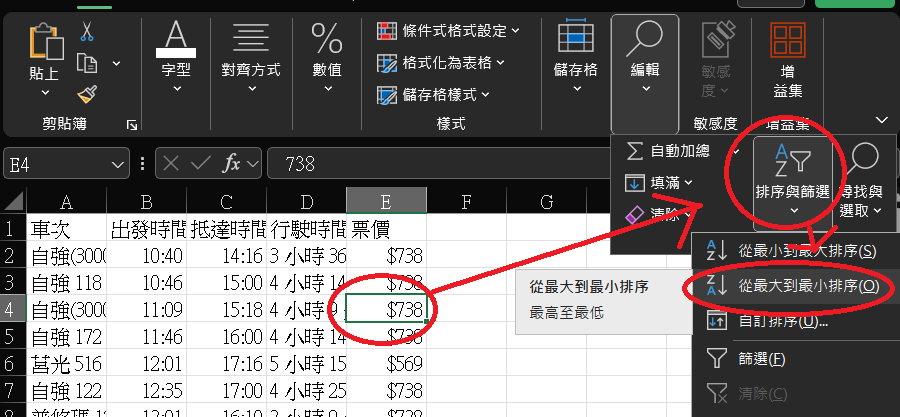 貼上
剪貼簿
字型
對齊方式
%
數值
條件式格式設定
格式化為表格
儲存格樣式
樣式
儲存格
編輯
敏感
度
敏感度
增
益集
增益集
E4
fx
738
Σ 自動加總
填滿
清除
排序與篩選
尋找與
選取
從最小到最大排序(S)
從最大到最小排序(O)
自訂排序(U)...
篩選(F)
清除(C)
從最大到最小排序
最高至最低
A B C D E F G
1 車次 出發時間 抵達時間 行駛時間 票價
2 自強(3000 10:40 14:16 3 小時 36 $738
3 自強 118 10:46 15:00 4 小時 14 $738
4 自強(3000 11:09 15:18 4 小時 9 $738
5 自強 172 11:46 16:00 4 小時 14 $738
6 莒光 516 12:01 17:16 5 小時 15 $569
7 自強 122 12:35 17:00 4 小時 25 $738